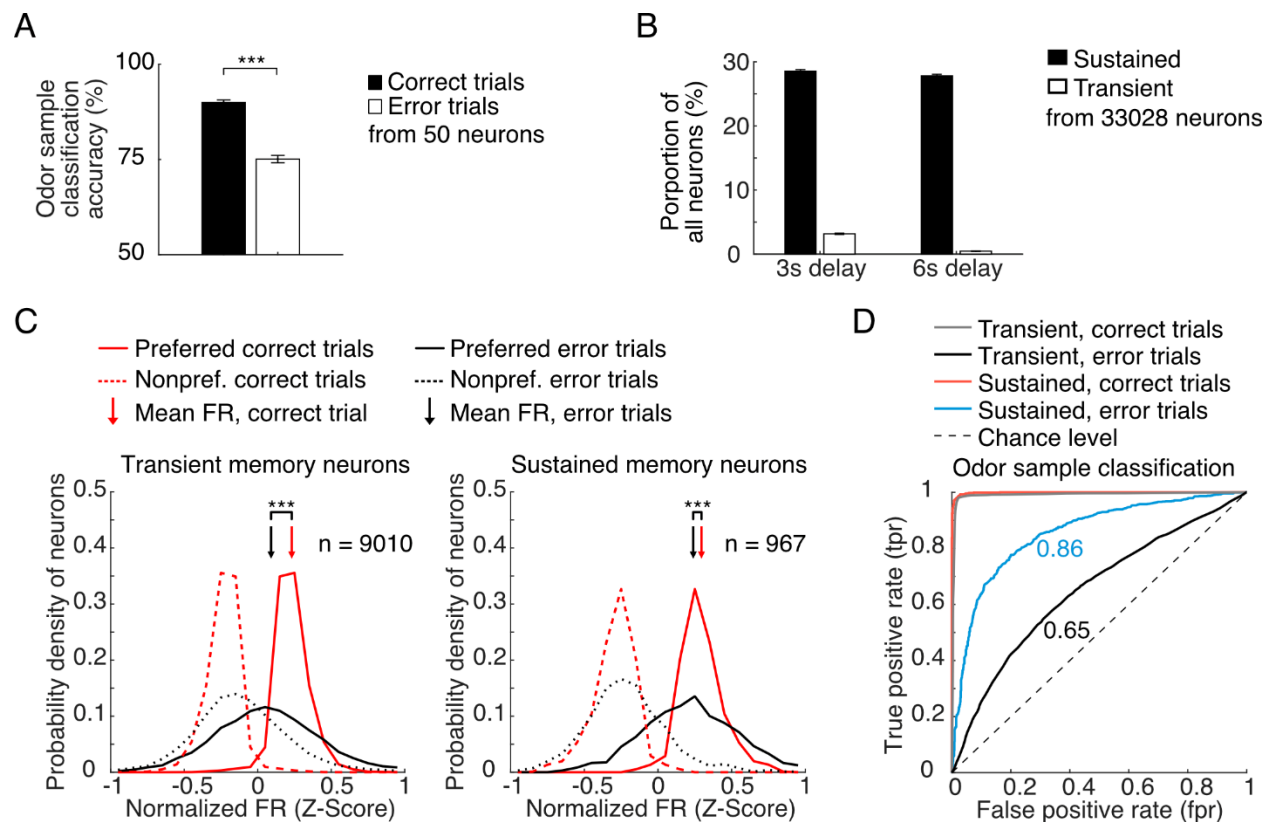 A
Odor sample
classification
accuracy (%)
100
75
50
***
Correct trials
Error trials
from 50 neurons
B
Porportion of
all neurons (%)
30
20
10
0
3s delay
6s delay
Sustained
Transient
from 33028 neurons
C
Preferred correct trials
Nonpref. correct trials
Mean FR, correct trial
Preferred error trials
Nonpref. error trials
Mean FR, error trials
Transient memory neurons
Probability density of neurons
0.5
0.4
0.3
0.2
0.1
0
***
n = 9010
-1
-0.5
0
0.5
1
Normalized FR (Z-Score)
Sustained memory neurons
Probability density of neurons
0.5
0.4
0.3
0.2
0.1
0
***
n = 967
-1
-0.5
0
0.5
1
Normalized FR (Z-Score)
D
Transient, correct trials
Transient, error trials
Sustained, correct trials
Sustained, error trials
Chance level
Odor sample classification
True positive rate (tpr)
1
0.8
0.6
0.4
0.2
0
0.86
0.65
0
0.2
0.4
0.6
0.8
1
False positive rate (fpr)